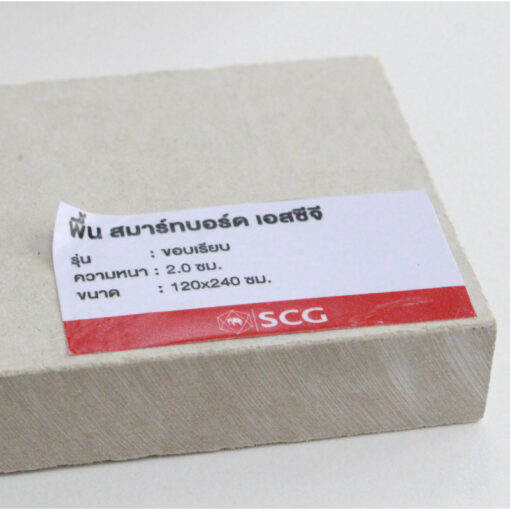 พื้น สมาร์ทบอร์ด เอสซีจี
รุ่น : ขอบเรียบ
ความหนา : 2.0 ซม.
ขนาด : 120x240 ซม.
SCG